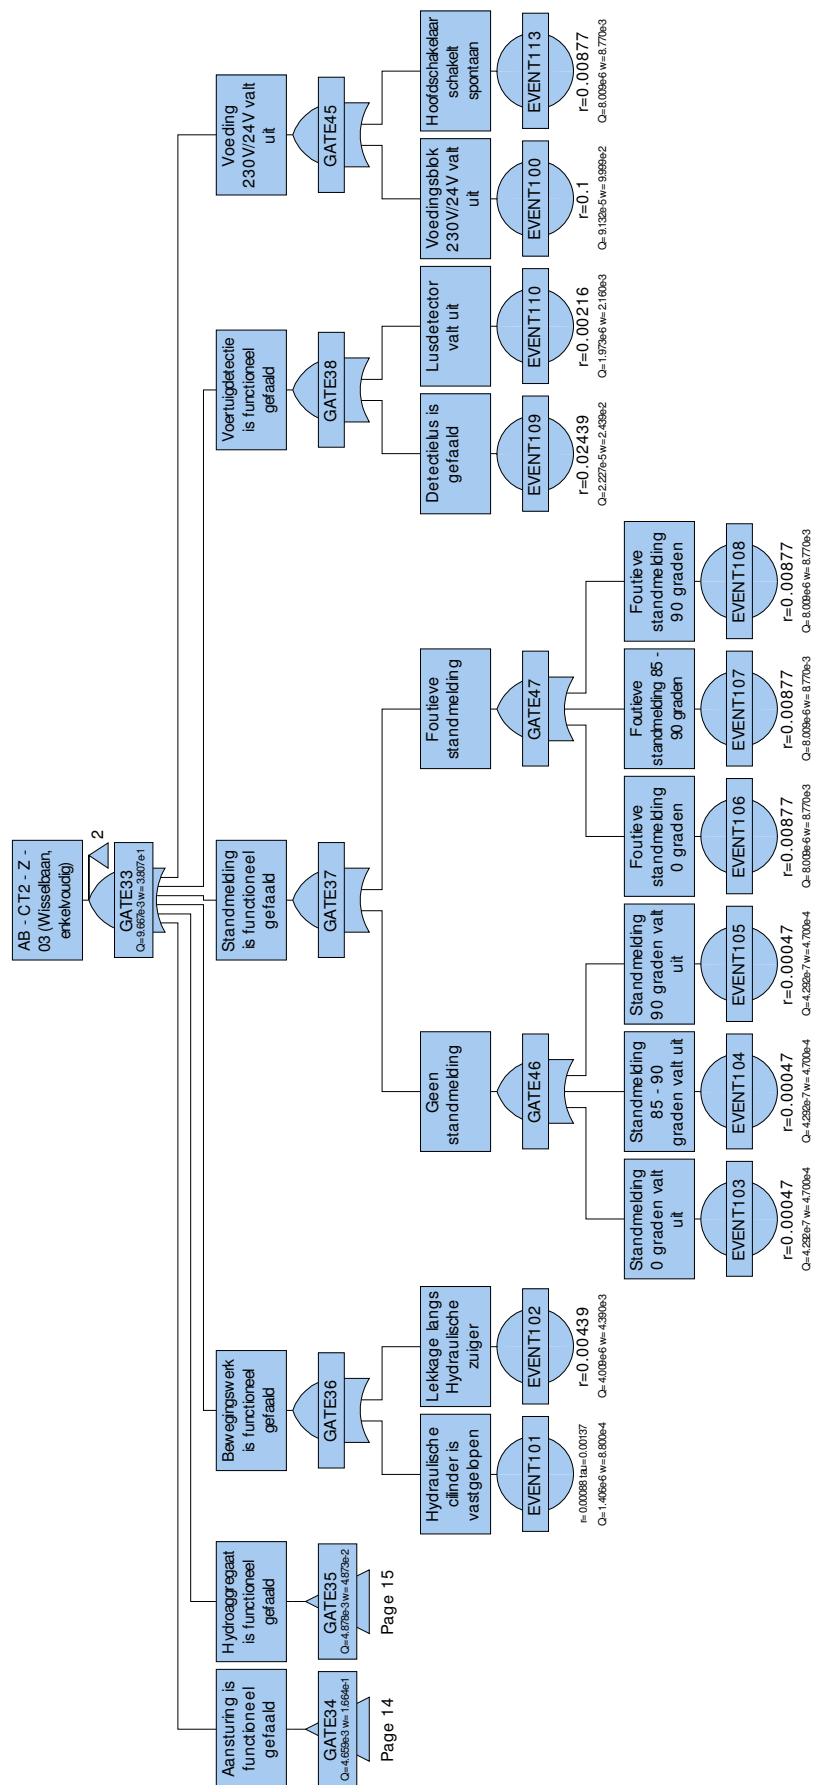 AB - CT2 - Z -
03 (Wisselbaan,
enkelvoudig)
2
GATE33
Q=9.667e-3 w=3.807e-1
Aansturing is
functioneel
gefaald
GATE34
Q=4.659e-3 w=1.664e-1
Page 14
Hydroaggregaat
is functioneel
gefaald
GATE35
Q=4.878e-3 w=4.873e-2
Page 15
Bewegingswerk
is functioneel
gefaald
GATE36
Standmelding
is functioneel
gefaald
GATE37
Voertuigdetectie
is functioneel
gefaald
GATE38
Voeding
230V/24V valt
uit
GATE45
Hydraulische
cilinder is
vastgelopen
EVENT101
r=0.00088 tau=0.00137
Q=1.406e-6 w=8.800e-4
Lekkage langs
Hydraulische
zuiger
EVENT102
r=0.00439
Q=4.009e-6 w=4.390e-3
Geen
standmelding
GATE46
Foutieve
standmelding
GATE47
Detectielus is
gefaald
EVENT109
r=0.02439
Q=2.227e-5 w=2.439e-2
Lusdetector
valt uit
EVENT110
r=0.00216
Q=1.973e-6 w=2.160e-3
Voedingsblok
230V/24V valt
uit
EVENT100
r=0.1
Q=9.132e-5 w=9.999e-2
Hoofdschakelaar
schakelt
spontaan
EVENT113
r=0.00877
Q=8.009e-6 w=8.770e-3
Standmelding
0 graden valt
uit
EVENT103
r=0.00047
Q=4.292e-7 w=4.700e-4
Standmelding
85 - 90
graden valt uit
EVENT104
r=0.00047
Q=4.292e-7 w=4.700e-4
Standmelding
90 graden valt
uit
EVENT105
r=0.00047
Q=4.292e-7 w=4.700e-4
Foutieve
standmelding
0 graden
EVENT106
r=0.00877
Q=8.009e-6 w=8.770e-3
Foutieve
standmelding 85 -
90 graden
EVENT107
r=0.00877
Q=8.009e-6 w=8.770e-3
Foutieve
standmelding
90 graden
EVENT108
r=0.00877
Q=8.009e-6 w=8.770e-3